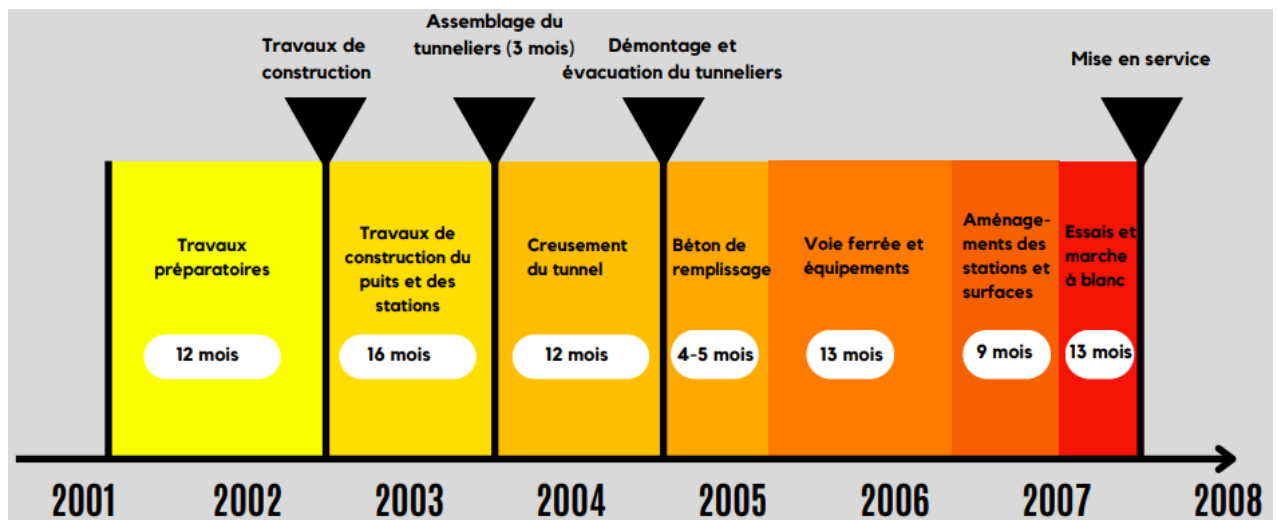 Travaux de
construction
Assemblage du
tunneliers (3 mois)
Démontage et
évacuation du tunneliers
Mise en service
Travaux
préparatoires
12 mois
Travaux de
construction du
puits et des
stations
16 mois
Creusement
du tunnel
12 mois
Béton de
remplissage
4-5 mois
Voie ferrée et
équipements
13 mois
Aménage-
ments des
stations et
surfaces
9 mois
Essais et
marche
à blanc
13 mois
2001 2002 2003 2004 2005 2006 2007 2008